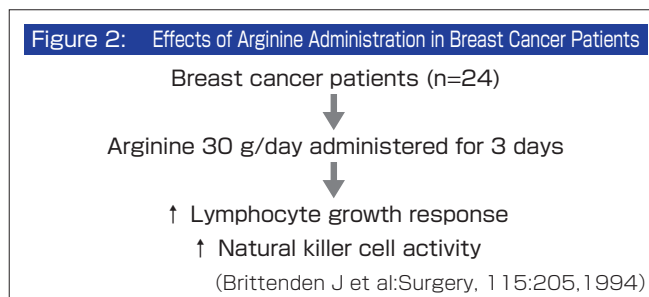 Figure 2: Effects of Arginine Administration in Breast Cancer Patients
Breast cancer patients (n=24)
Arginine 30 g/day administered for 3 days
↑ Lymphocyte growth response
↑ Natural killer cell activity
(Brittenden J et al:Surgery, 115:205,1994)